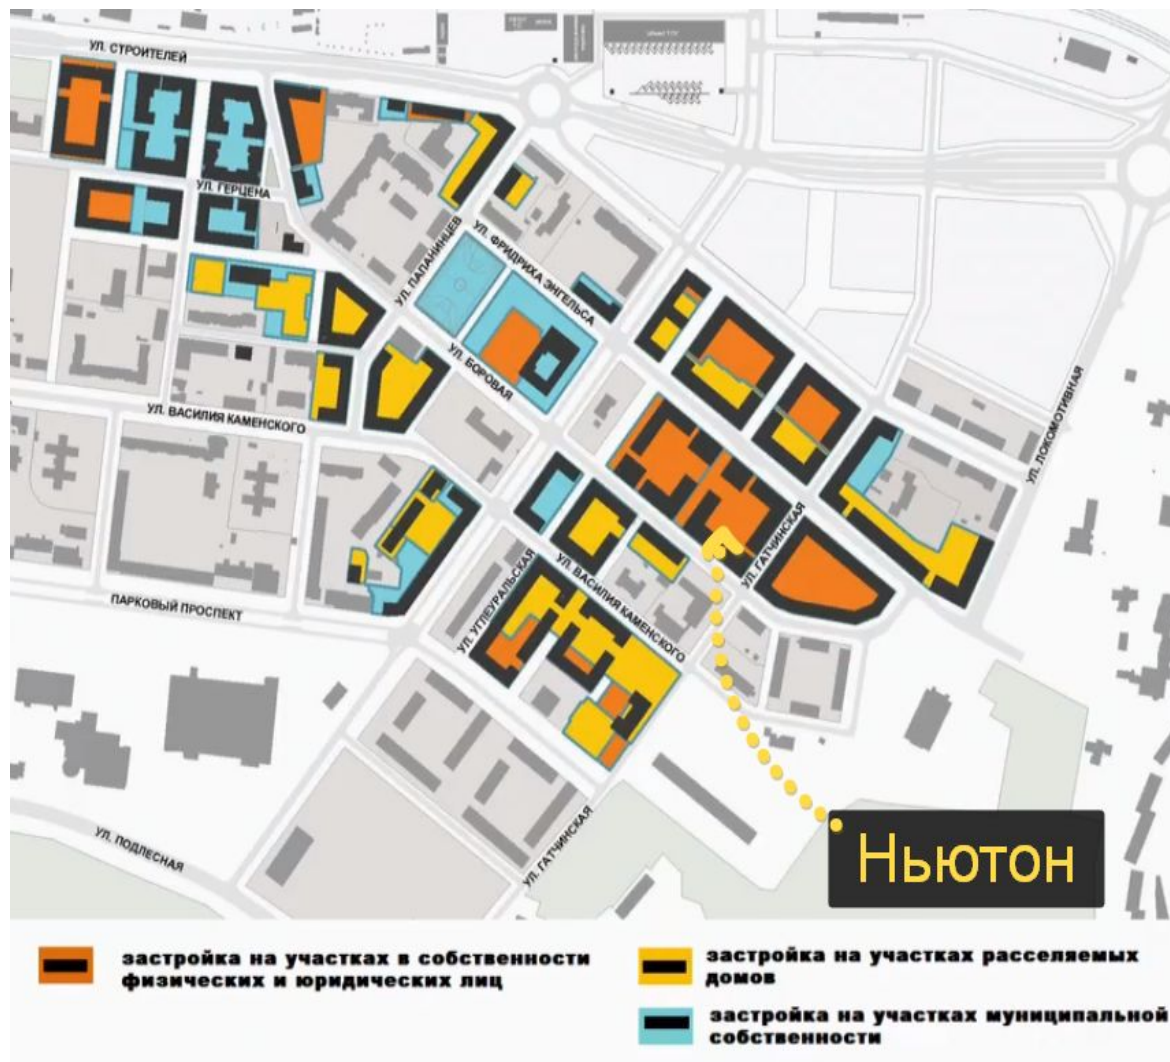 УЛ. СТРОИТЕЛЕЙ
УЛ. ГЕРЦЕНА
УЛ. ПАПАНИНЦЕВ
УЛ. ФРИДРИХА ЭНГЕЛЬСА
УЛ. БОРОВАЯ
УЛ. ВАСИЛИЯ КАМЕНСКОГО
УЛ. ЛОКОМОТИВНАЯ
УЛ. ГАТЧИНСКАЯ
УЛ. УГЛЕУРАЛЬСКАЯ
УЛ. ВАСИЛИЯ КАМЕНСКОГО
ПАРКОВЫЙ ПРОСПЕКТ
УЛ. ПОДЛЕСНАЯ
УЛ. ГАТЧИНСКАЯ
Ньютон
застройка на участках в собственности
физических и юридических лиц
застройка на участках расселяемых
домов
застройка на участках муниципальной
собственности